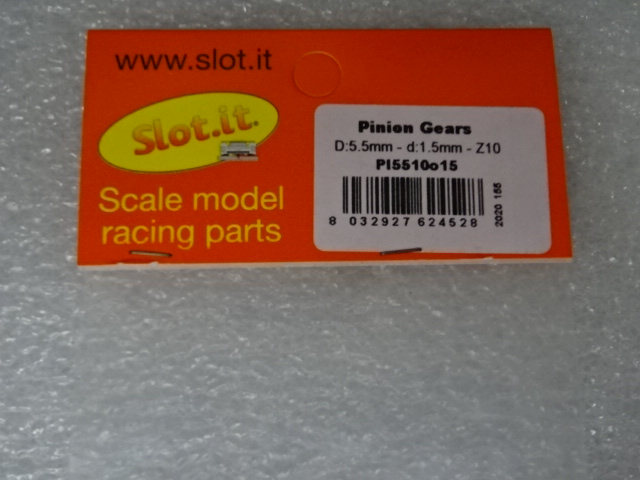 www.slot.it
Slot.it.
Scale model
racing parts
Pinion Gears
D:5.5mm - d:1.5mm - Z10
PI5510o15
8 032927 624528
2020 155